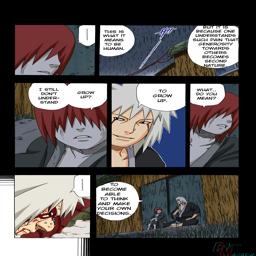 ...
THIS IS
WHAT IT
MEANS
TO BE
HUMAN.
BUT IT IS
BECAUSE ONE
UNDERSTANDS
SUCH PAIN THAT
GENEROSITY
TOWARDS
OTHERS
BECOMES
SECOND
NATURE
I STILL
DON'T
UNDER-
STAND
GROW
UP?
TO
GROW
UP.
WHAT...
DO YOU
MEAN?
...
TO
BECOME
ABLE TO
THINK AND
MAKE YOUR
OWN
DECISIONS.